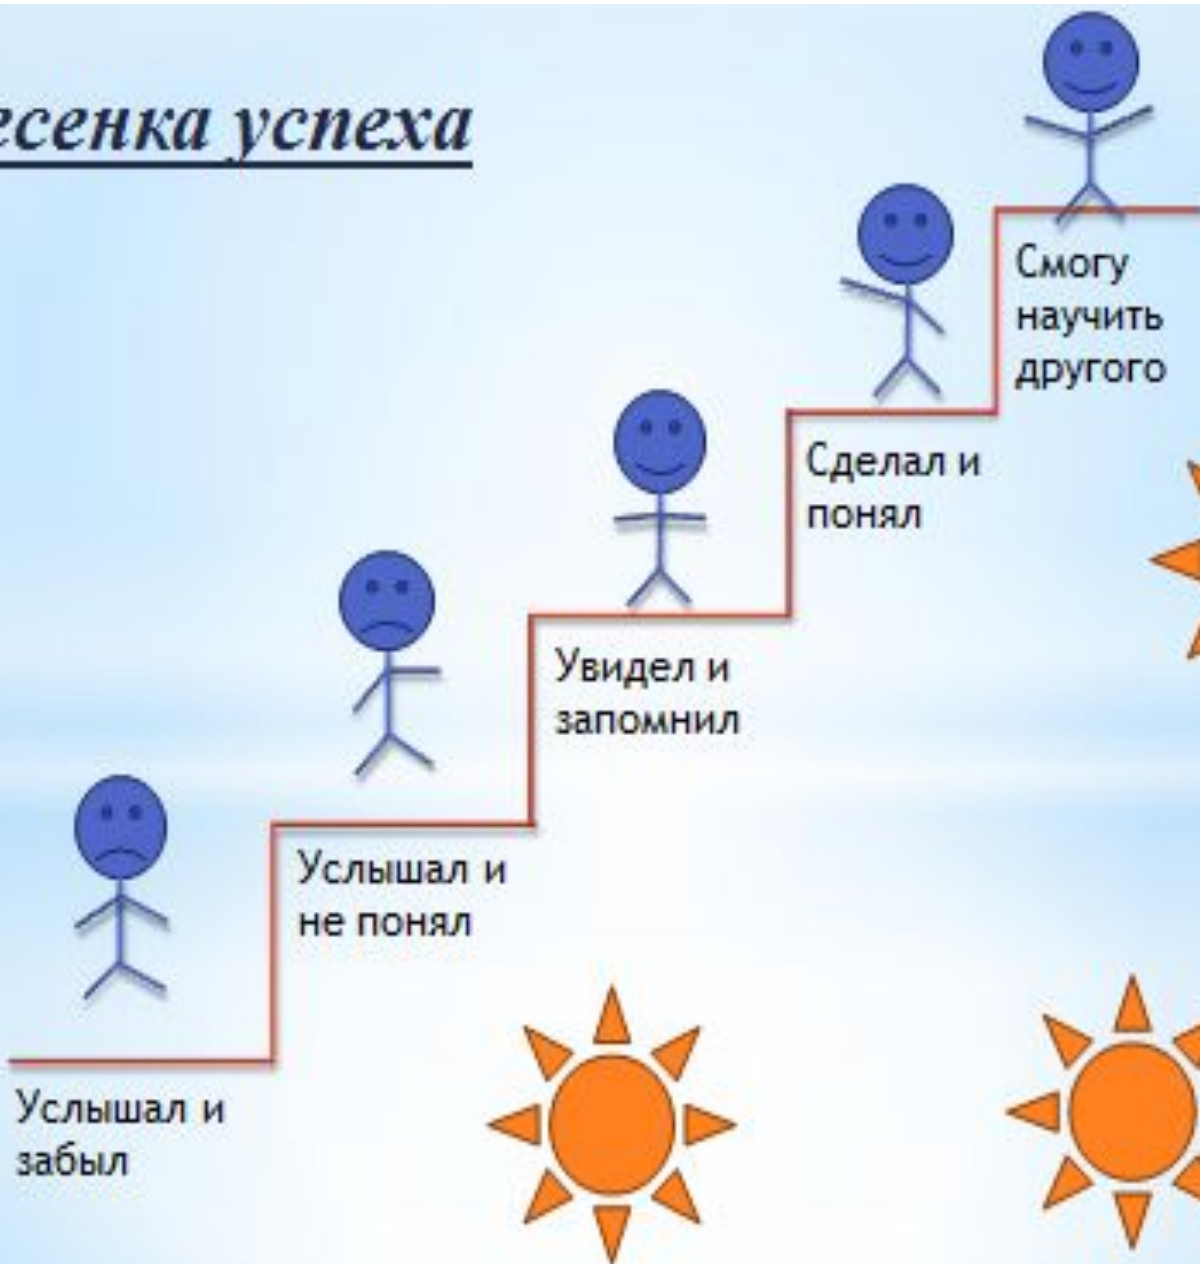 есенка успеха
Смогу
научить
другого
Сделал и
понял
Увидел и
запомнил
Услышал и
не понял
Услышал и
забыл